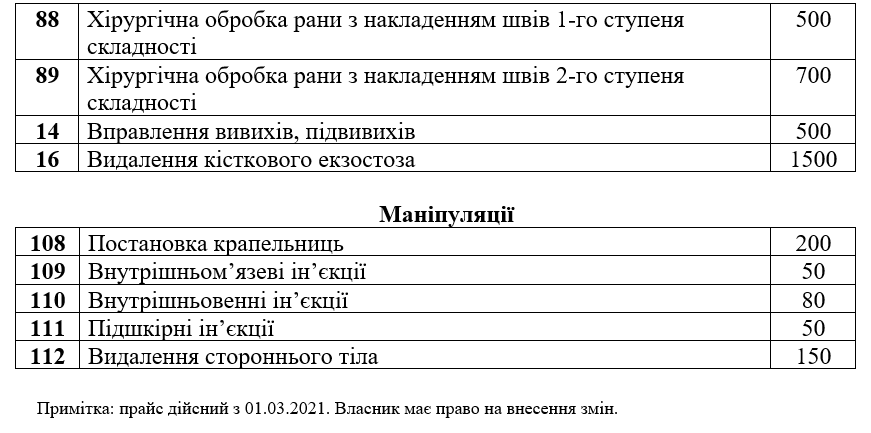 88 Хірургічна обробка рани з накладенням швів 1-го ступеня 500
складності
89 Хірургічна обробка рани з накладенням швів 2-го ступеня 700
складності
14 Вправлення вивихів, підвивихів 500
16 Видалення кісткового екзостоза 1500
Маніпуляції
108 Постановка крапельниць 200
109 Внутрішньом’язеві ін’єкції 50
110 Внутрішньовенні ін’єкції 80
111 Підшкірні ін’єкції 50
112 Видалення стороннього тіла 150
Примітка: прайс дійсний з 01.03.2021. Власник має право на внесення змін.